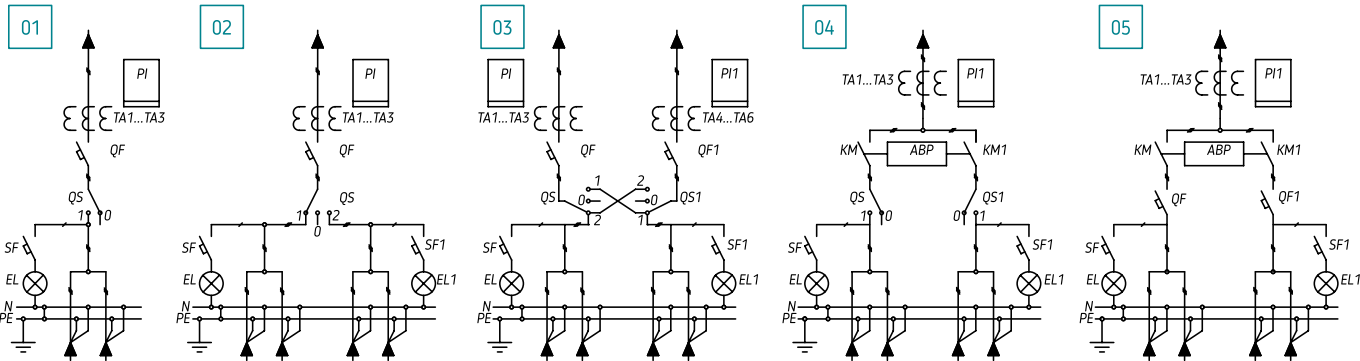 01
PI
TA1...TA3
QF
QS
1
0
SF
EL
N
PE
02
PI
TA1...TA3
QF
QS
1
0
2
SF
SF1
EL
EL1
03
PI
PI1
TA1...TA3
TA4...TA6
QF
QF1
QS
QS1
1
2
0
0
2
1
SF
SF1
EL
EL1
N
PE
04
TA1...TA3
PI1
KM
АВР
KM1
QS
QS1
1
0
0
1
SF
SF1
EL
EL1
N
PE
05
TA1...TA3
PI1
KM
АВР
KM1
QF
QF1
SF
SF1
EL
EL1
N
PE